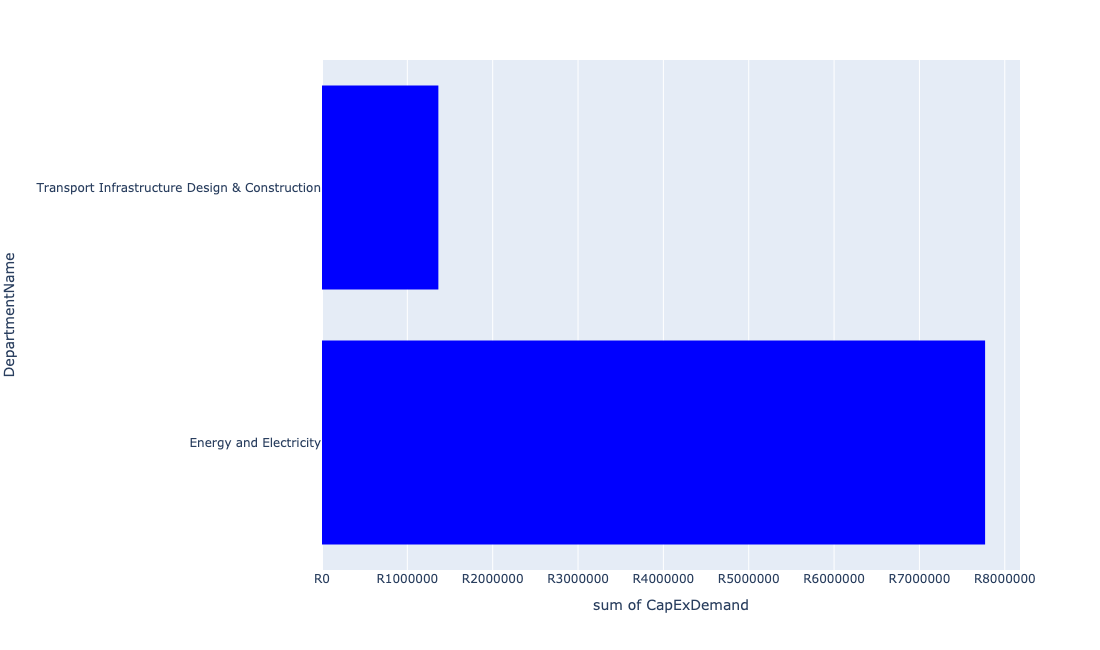 DepartmentName
Transport Infrastructure Design & Construction
Energy and Electricity
R0 R1000000 R2000000 R3000000 R4000000 R5000000 R6000000 R7000000 R8000000
sum of CapExDemand